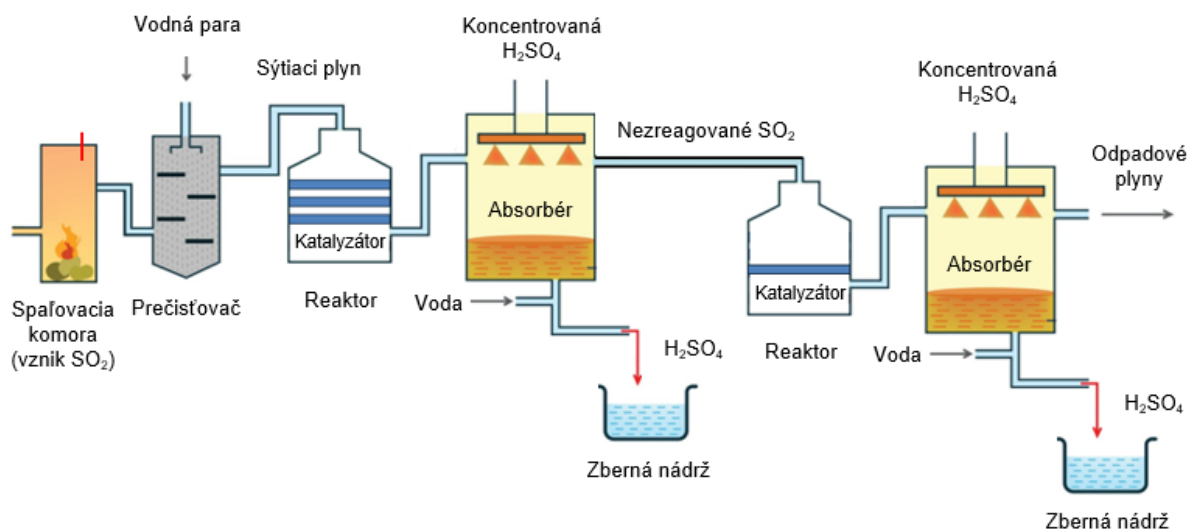 Vodná para
Sýtiaci plyn
Koncentrovaná
H₂SO₄
Nezreagované SO₂
Koncentrovaná
H₂SO₄
Odpadové
plyny
Absorbér
Katalyzátor
Absorbér
Katalyzátor
Spaľovacia
komora
(vznik SO₂)
Prečisťovač
Reaktor
Voda
H₂SO₄
Reaktor
Voda
H₂SO₄
Zberná nádrž
Zberná nádrž